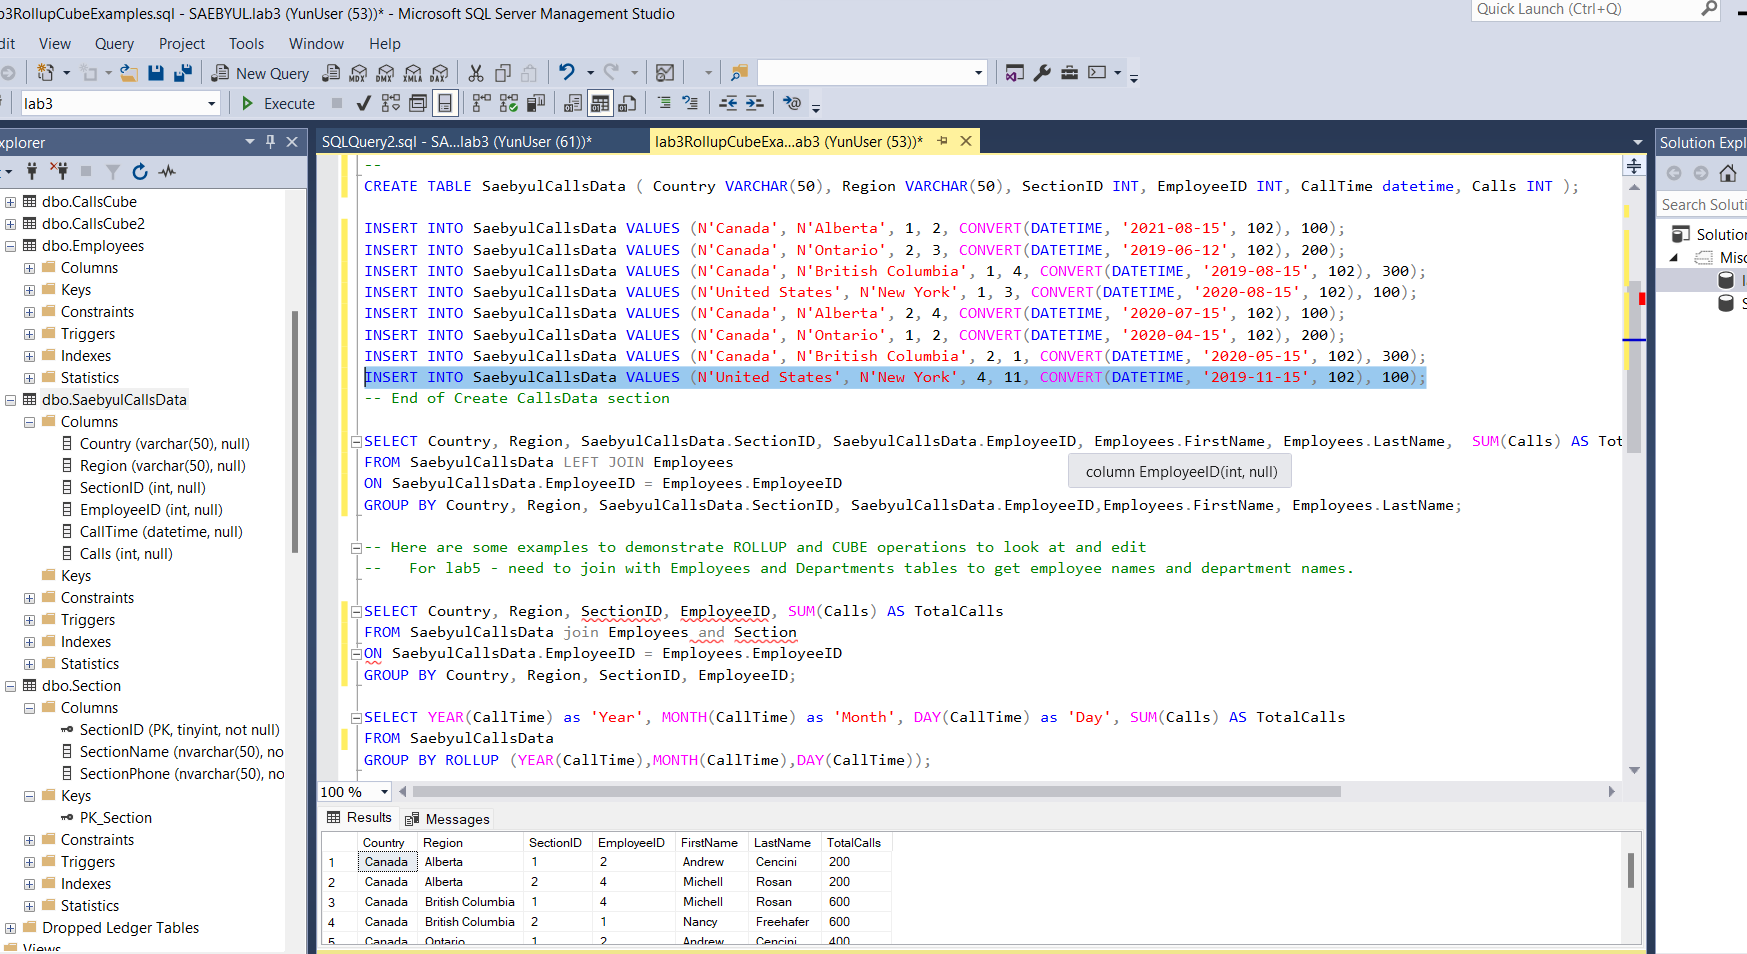 b3RollupCubeExamples.sql - SAEBYUL.lab3 (YunUser (53))* - Microsoft SQL Server Management Studio
Quick Launch (Ctrl+Q)
dit View Query Project Tools Window Help
New Query MDX DMX XMLA DAX
lab3 Execute
xplorer
SQLQuery2.sql - SA...lab3 (YunUser (61))*
lab3RollupCubeExa...ab3 (YunUser (53))*
Solution Expl
Search Soluti
Solution
Misc
dbo.CallsCube
dbo.CallsCube2
dbo.Employees
Columns
Keys
Constraints
Triggers
Indexes
Statistics
dbo.SaebyulCallsData
Columns
Country (varchar(50), null)
Region (varchar(50), null)
SectionID (int, null)
EmployeeID (int, null)
CallTime (datetime, null)
Calls (int, null)
Keys
Constraints
Triggers
Indexes
Statistics
dbo.Section
Columns
SectionID (PK, tinyint, not null)
SectionName (nvarchar(50), no
SectionPhone (nvarchar(50), no
Keys
PK_Section
Constraints
Triggers
Indexes
Statistics
Dropped Ledger Tables
Views
--
CREATE TABLE SaebyulCallsData ( Country VARCHAR(50), Region VARCHAR(50), SectionID INT, EmployeeID INT, CallTime datetime, Calls INT );
INSERT INTO SaebyulCallsData VALUES (N'Canada', N'Alberta', 1, 2, CONVERT(DATETIME, '2021-08-15', 102), 100);
INSERT INTO SaebyulCallsData VALUES (N'Canada', N'Ontario', 2, 3, CONVERT(DATETIME, '2019-06-12', 102), 200);
INSERT INTO SaebyulCallsData VALUES (N'Canada', N'British Columbia', 1, 4, CONVERT(DATETIME, '2019-08-15', 102), 300);
INSERT INTO SaebyulCallsData VALUES (N'United States', N'New York', 1, 3, CONVERT(DATETIME, '2020-08-15', 102), 100);
INSERT INTO SaebyulCallsData VALUES (N'Canada', N'Alberta', 2, 4, CONVERT(DATETIME, '2020-07-15', 102), 100);
INSERT INTO SaebyulCallsData VALUES (N'Canada', N'Ontario', 1, 2, CONVERT(DATETIME, '2020-04-15', 102), 200);
INSERT INTO SaebyulCallsData VALUES (N'Canada', N'British Columbia', 2, 1, CONVERT(DATETIME, '2020-05-15', 102), 300);
INSERT INTO SaebyulCallsData VALUES (N'United States', N'New York', 4, 11, CONVERT(DATETIME, '2019-11-15', 102), 100);
-- End of Create CallsData section
SELECT Country, Region, SaebyulCallsData.SectionID, SaebyulCallsData.EmployeeID, Employees.FirstName, Employees.LastName, SUM(Calls) AS Tot
FROM SaebyulCallsData LEFT JOIN Employees
column EmployeeID(int, null)
ON SaebyulCallsData.EmployeeID = Employees.EmployeeID
GROUP BY Country, Region, SaebyulCallsData.SectionID, SaebyulCallsData.EmployeeID,Employees.FirstName, Employees.LastName;
-- Here are some examples to demonstrate ROLLUP and CUBE operations to look at and edit
-- For lab5 - need to join with Employees and Departments tables to get employee names and department names.
SELECT Country, Region, SectionID, EmployeeID, SUM(Calls) AS TotalCalls
FROM SaebyulCallsData join Employees and Section
ON SaebyulCallsData.EmployeeID = Employees.EmployeeID
GROUP BY Country, Region, SectionID, EmployeeID;
SELECT YEAR(CallTime) as 'Year', MONTH(CallTime) as 'Month', DAY(CallTime) as 'Day', SUM(Calls) AS TotalCalls
FROM SaebyulCallsData
GROUP BY ROLLUP (YEAR(CallTime),MONTH(CallTime),DAY(CallTime));
100 %
Results Messages
Country Region SectionID EmployeeID FirstName LastName TotalCalls
1 Canada Alberta 1 2 Andrew Cencini 200
2 Canada Alberta 2 4 Michell Rosan 200
3 Canada British Columbia 1 4 Michell Rosan 600
4 Canada British Columbia 2 1 Nancy Freehafer 600
5 Canada Ontario 1 2 Andrew Cencini 400